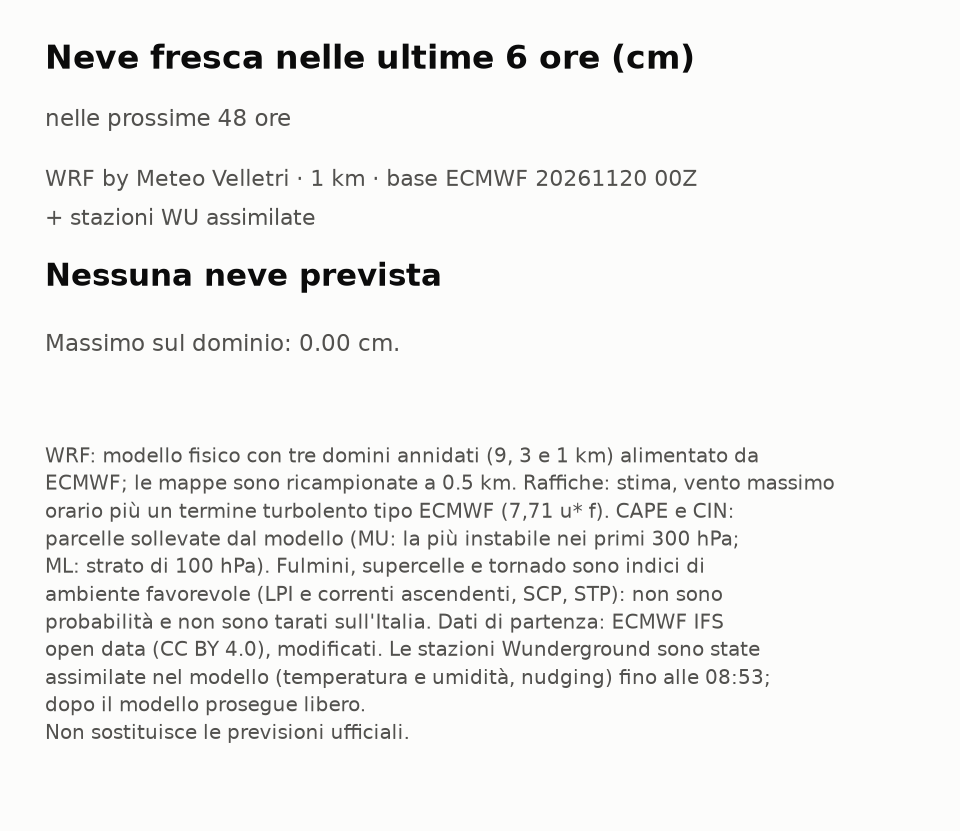 Neve fresca nelle ultime 6 ore (cm)
nelle prossime 48 ore
WRF by Meteo Velletri · 1 km · base ECMWF 20261120 00Z
+ stazioni WU assimilate
Nessuna neve prevista
Massimo sul dominio: 0.00 cm.
WRF: modello fisico con tre domini annidati (9, 3 e 1 km) alimentato da
ECMWF; le mappe sono ricampionate a 0.5 km. Raffiche: stima, vento massimo
orario più un termine turbolento tipo ECMWF (7,71 u* f). CAPE e CIN:
parcelle sollevate dal modello (MU: la più instabile nei primi 300 hPa;
ML: strato di 100 hPa). Fulmini, supercelle e tornado sono indici di
ambiente favorevole (LPI e correnti ascendenti, SCP, STP): non sono
probabilità e non sono tarati sull'Italia. Dati di partenza: ECMWF IFS
open data (CC BY 4.0), modificati. Le stazioni Wunderground sono state
assimilate nel modello (temperatura e umidità, nudging) fino alle 08:53;
dopo il modello prosegue libero.
Non sostituisce le previsioni ufficiali.